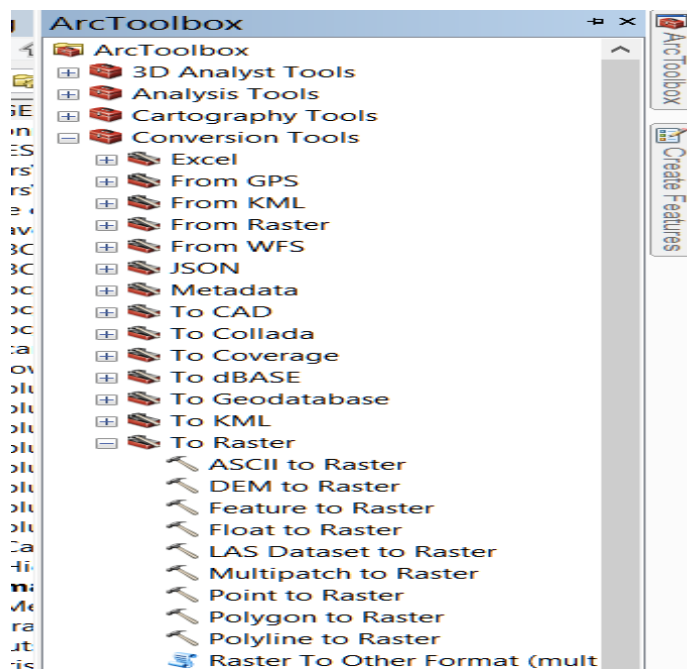 ArcToolbox
ArcToolbox
3D Analyst Tools
Analysis Tools
Cartography Tools
Conversion Tools
Excel
From GPS
From KML
From Raster
From WFS
JSON
Metadata
To CAD
To Collada
To Coverage
To dBASE
To Geodatabase
To KML
To Raster
ASCII to Raster
DEM to Raster
Feature to Raster
Float to Raster
LAS Dataset to Raster
Multipatch to Raster
Point to Raster
Polygon to Raster
Polyline to Raster
Raster To Other Format (mult
ArcToolbox
Create Features